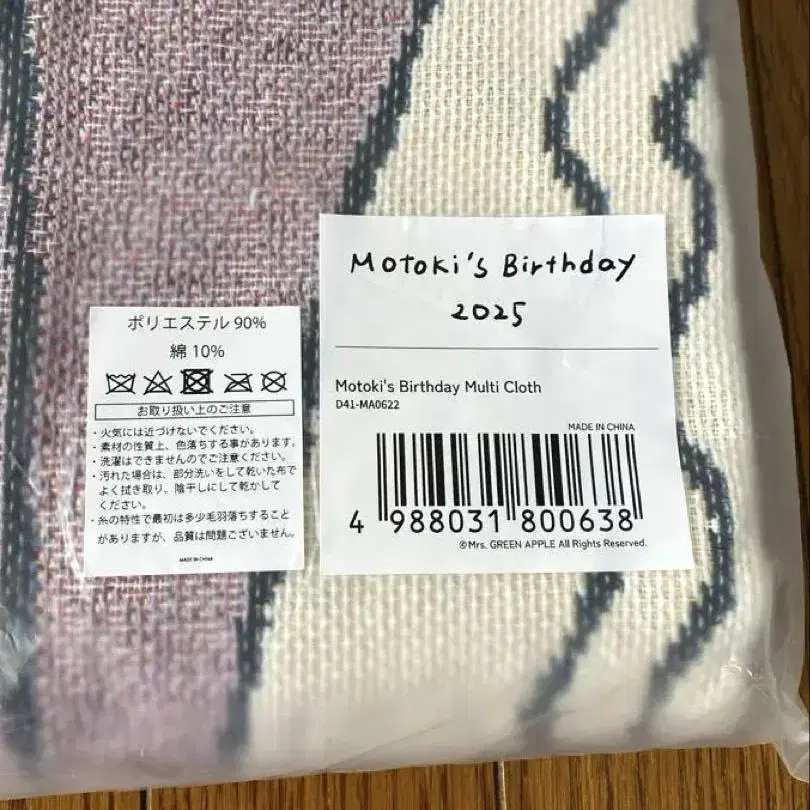 ポリエステル 90%
綿 10%
お取り扱い上のご注意
・火気には近づけないでください。
・素材の性質上、色落ちする事があります。
・洗濯はできませんのでご注意ください。
・汚れた場合は、部分洗いをして乾いた布で
よく拭き取り、陰干しにして乾かして
ください。
・糸の特性で最初は多少毛羽落ちすること
がありますが、品質は問題ございません。
MADE IN CHINA
Motoki's Birthday
2025
Motoki's Birthday Multi Cloth
D41-MA0622
MADE IN CHINA
4 988031 800638
©Mrs. GREEN APPLE All Rights Reserved.